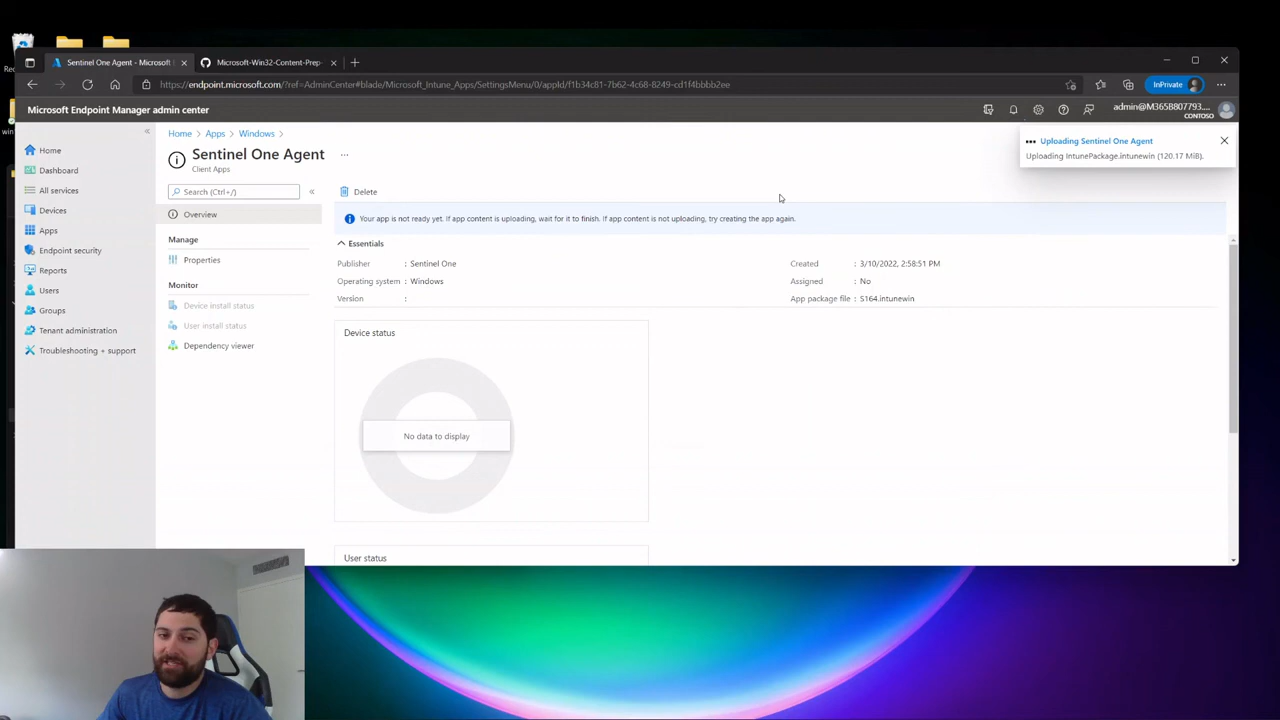 Sentinel One Agent - Microsoft
Microsoft-Win32-Content-Prep-
https://endpoint.microsoft.com/?ref=AdminCenter#blade/Microsoft_Intune_Apps/SettingsMenu/0/appId/f1b34c81-7b62-4c68-8249-cd1f4bbbb2ee
InPrivate
Microsoft Endpoint Manager admin center
admin@M365B807793....
CONTOSO
Home > Apps > Windows >
Sentinel One Agent ...
Client Apps
Uploading Sentinel One Agent
Uploading IntunePackage.intunewin (120.17 MiB).
Home
Dashboard
All services
Devices
Apps
Endpoint security
Reports
Users
Groups
Tenant administration
Troubleshooting + support
Search (Ctrl+/)
Overview
Manage
Properties
Monitor
Device install status
User install status
Dependency viewer
Delete
Your app is not ready yet. If app content is uploading, wait for it to finish. If app content is not uploading, try creating the app again.
Essentials
Publisher : Sentinel One
Operating system : Windows
Version :
Created : 3/10/2022, 2:58:51 PM
Assigned : No
App package file : S164.intunewin
Device status
No data to display
User status